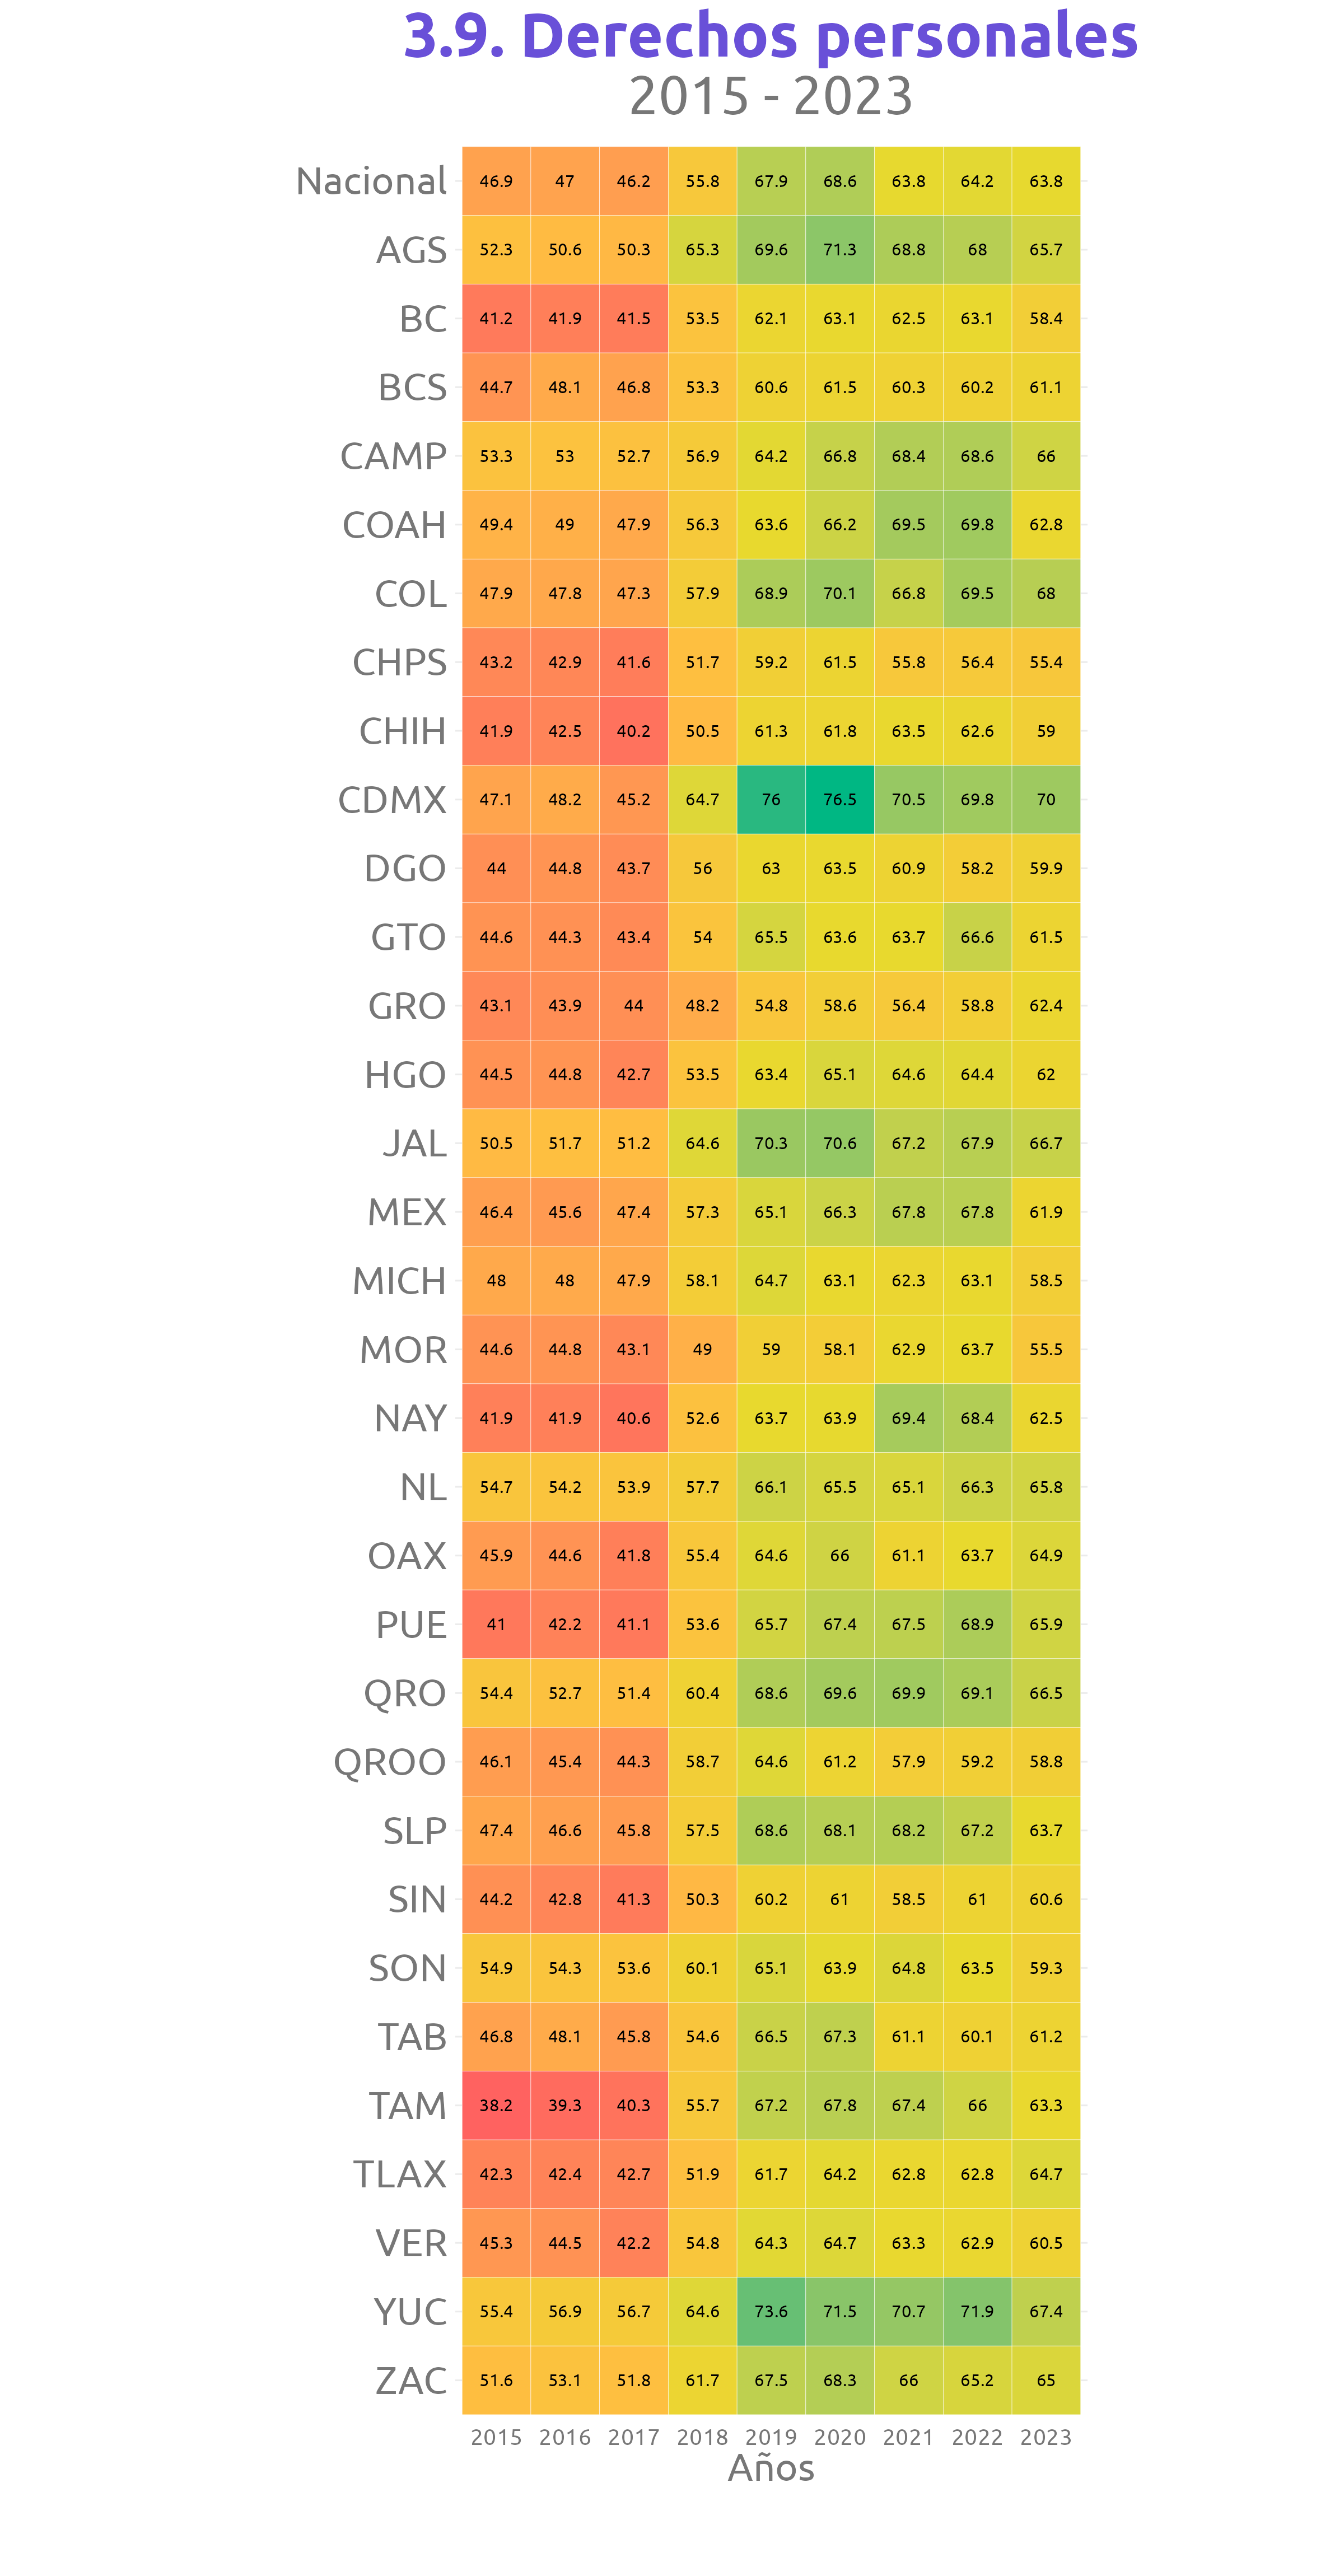 3.9. Derechos personales
2015 - 2023
Nacional 46.9 47 46.2 55.8 67.9 68.6 63.8 64.2 63.8
AGS 52.3 50.6 50.3 65.3 69.6 71.3 68.8 68 65.7
BC 41.2 41.9 41.5 53.5 62.1 63.1 62.5 63.1 58.4
BCS 44.7 48.1 46.8 53.3 60.6 61.5 60.3 60.2 61.1
CAMP 53.3 53 52.7 56.9 64.2 66.8 68.4 68.6 66
COAH 49.4 49 47.9 56.3 63.6 66.2 69.5 69.8 62.8
COL 47.9 47.8 47.3 57.9 68.9 70.1 66.8 69.5 68
CHPS 43.2 42.9 41.6 51.7 59.2 61.5 55.8 56.4 55.4
CHIH 41.9 42.5 40.2 50.5 61.3 61.8 63.5 62.6 59
CDMX 47.1 48.2 45.2 64.7 76 76.5 70.5 69.8 70
DGO 44 44.8 43.7 56 63 63.5 60.9 58.2 59.9
GTO 44.6 44.3 43.4 54 65.5 63.6 63.7 66.6 61.5
GRO 43.1 43.9 44 48.2 54.8 58.6 56.4 58.8 62.4
HGO 44.5 44.8 42.7 53.5 63.4 65.1 64.6 64.4 62
JAL 50.5 51.7 51.2 64.6 70.3 70.6 67.2 67.9 66.7
MEX 46.4 45.6 47.4 57.3 65.1 66.3 67.8 67.8 61.9
MICH 48 48 47.9 58.1 64.7 63.1 62.3 63.1 58.5
MOR 44.6 44.8 43.1 49 59 58.1 62.9 63.7 55.5
NAY 41.9 41.9 40.6 52.6 63.7 63.9 69.4 68.4 62.5
NL 54.7 54.2 53.9 57.7 66.1 65.5 65.1 66.3 65.8
OAX 45.9 44.6 41.8 55.4 64.6 66 61.1 63.7 64.9
PUE 41 42.2 41.1 53.6 65.7 67.4 67.5 68.9 65.9
QRO 54.4 52.7 51.4 60.4 68.6 69.6 69.9 69.1 66.5
QROO 46.1 45.4 44.3 58.7 64.6 61.2 57.9 59.2 58.8
SLP 47.4 46.6 45.8 57.5 68.6 68.1 68.2 67.2 63.7
SIN 44.2 42.8 41.3 50.3 60.2 61 58.5 61 60.6
SON 54.9 54.3 53.6 60.1 65.1 63.9 64.8 63.5 59.3
TAB 46.8 48.1 45.8 54.6 66.5 67.3 61.1 60.1 61.2
TAM 38.2 39.3 40.3 55.7 67.2 67.8 67.4 66 63.3
TLAX 42.3 42.4 42.7 51.9 61.7 64.2 62.8 62.8 64.7
VER 45.3 44.5 42.2 54.8 64.3 64.7 63.3 62.9 60.5
YUC 55.4 56.9 56.7 64.6 73.6 71.5 70.7 71.9 67.4
ZAC 51.6 53.1 51.8 61.7 67.5 68.3 66 65.2 65
2015 2016 2017 2018 2019 2020 2021 2022 2023
Años